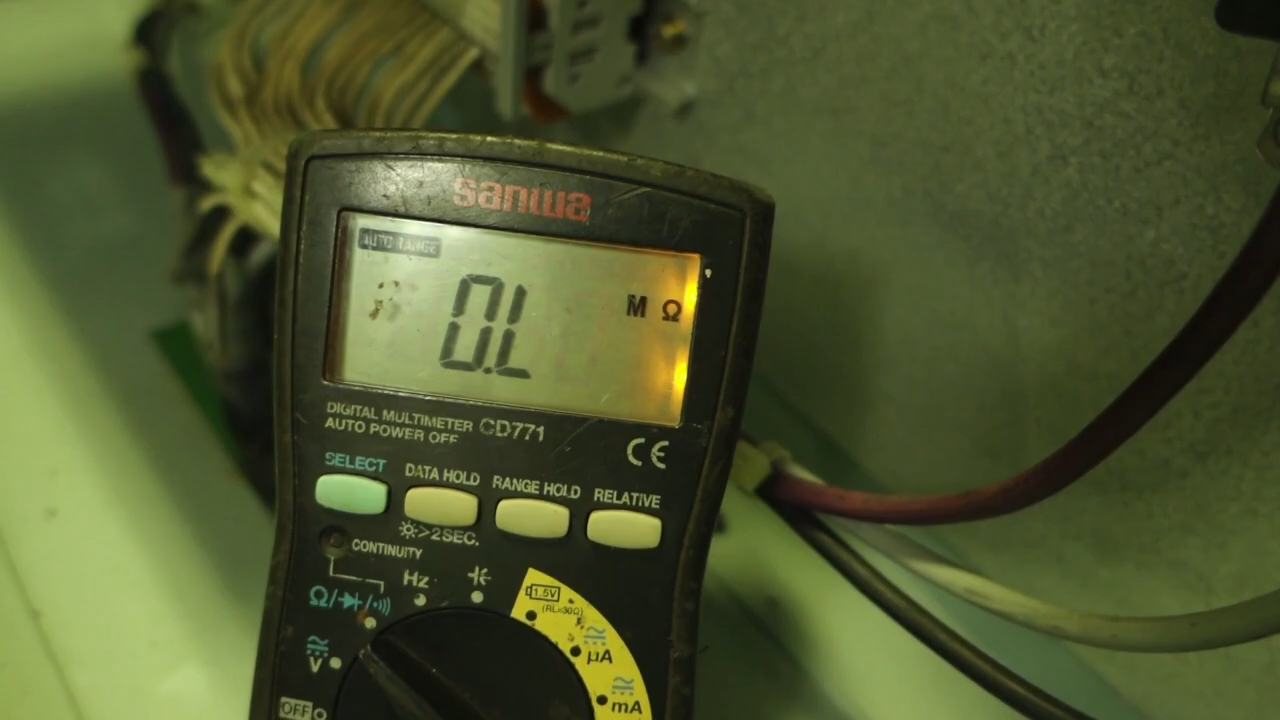 sanwa
AUTO RANGE
O.L MΩ
DIGITAL MULTIMETER CD771
AUTO POWER OFF
CE
SELECT DATA HOLD RANGE HOLD RELATIVE
>2SEC.
CONTINUITY
Hz
Ω/
1.5V
(RL=30Ω)
V
μA
mA
OFF